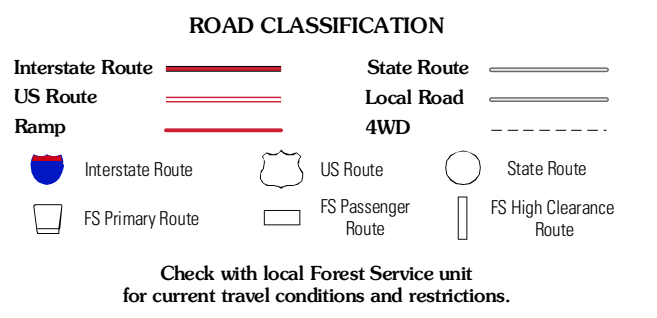 ROAD CLASSIFICATION
Interstate Route
State Route
US Route
Local Road
Ramp
4WD
Interstate Route
US Route
State Route
FS Primary Route
FS Passenger
Route
FS High Clearance
Route
Check with local Forest Service unit
for current travel conditions and restrictions.